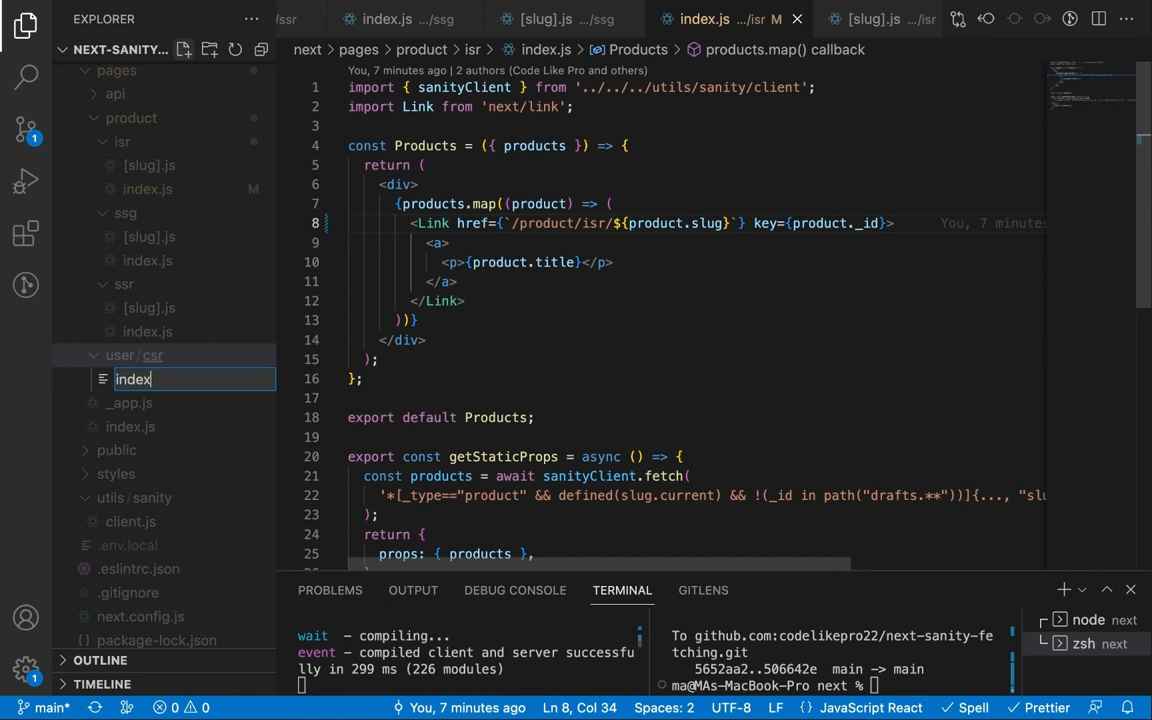 EXPLORER
/ssr
index.js .../ssg
[slug].js .../ssg
index.js .../isr M
[slug].js .../isr
NEXT-SANITY...
next > pages > product > isr > index.js > Products > products.map() callback
pages
api
product
isr
[slug].js
index.js M
ssg
[slug].js
index.js
ssr
[slug].js
index.js
user / csr
index
_app.js
index.js
public
styles
utils/sanity
client.js
.env.local
.eslintrc.json
.gitignore
next.config.js
package-lock.json
OUTLINE
TIMELINE
You, 7 minutes ago | 2 authors (Code Like Pro and others)
1 import { sanityClient } from '../../../utils/sanity/client';
2 import Link from 'next/link';
3
4 const Products = ({ products }) => {
5 return (
6 <div>
7 {products.map((product) => (
8 <Link href={`/product/isr/${product.slug}`} key={product._id}> You, 7 minutes
9 <a>
10 <p>{product.title}</p>
11 </a>
12 </Link>
13 ))}
14 </div>
15 );
16 };
17
18 export default Products;
19
20 export const getStaticProps = async () => {
21 const products = await sanityClient.fetch(
22 '*[_type=="product" && defined(slug.current) && !(_id in path("drafts.**"))]{..., "slu
23 );
24 return {
25 props: { products },
PROBLEMS OUTPUT DEBUG CONSOLE TERMINAL GITLENS
wait - compiling...
event - compiled client and server successfu
lly in 299 ms (226 modules)
To github.com:codelikepro22/next-sanity-fe
tching.git
5652aa2..506642e main -> main
ma@MAs-MacBook-Pro next %
node next
zsh next
1
1
main* 0 0 You, 7 minutes ago Ln 8, Col 34 Spaces: 2 UTF-8 LF {} JavaScript React Spell Prettier